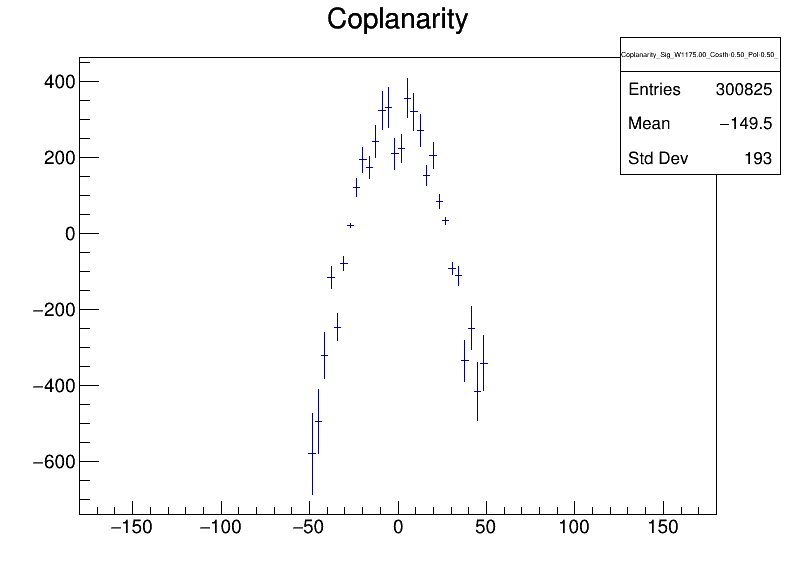 Coplanarity
Coplanarity_Sig_W1175.00_Costh-0.50_Pol-0.50_
Entries 300825
Mean −149.5
Std Dev 193
400
200
0
−200
−400
−600
−150 −100 −50 0 50 100 150